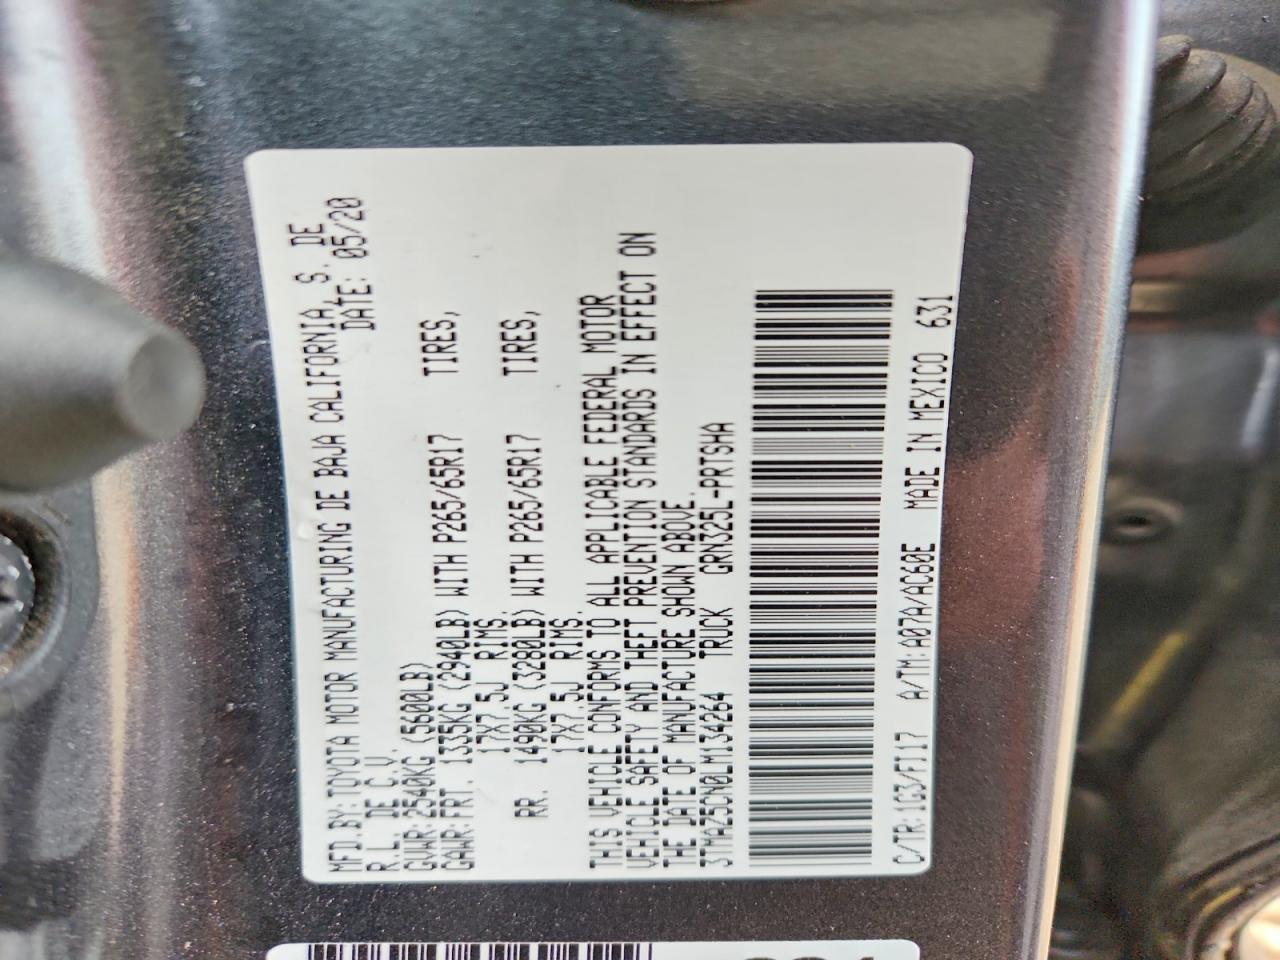 MFD.BY: TOYOTA MOTOR MANUFACTURING DE BAJA CALIFORNIA, S. DE
R.L. DE C.V. DATE: 05/20
GVWR: 2540KG (5600LB)
GAWR: FRT. 1335KG (2940LB) WITH P265/65R17 TIRES,
17X7.5J RIMS.
RR. 1490KG (3280LB) WITH P265/65R17 TIRES,
17X7.5J RIMS.
THIS VEHICLE CONFORMS TO ALL APPLICABLE FEDERAL MOTOR
VEHICLE SAFETY AND THEFT PREVENTION STANDARDS IN EFFECT ON
THE DATE OF MANUFACTURE SHOWN ABOVE.
3TMAZ5CN0LM134264 TRUCK GRN325L-PRTSHA
C/TR: 1G3/FJ17 A/TM: A07A/AC60E MADE IN MEXICO 631